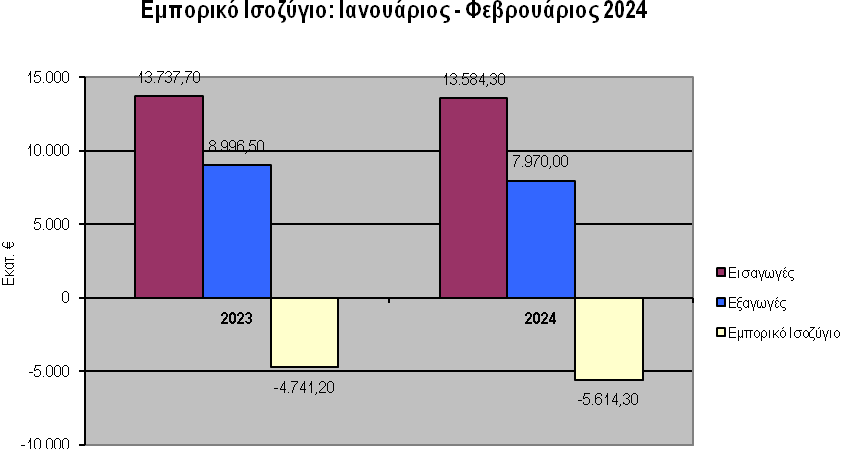 Εμπορικό Ισοζύγιο: Ιανουάριος - Φεβρουάριος 2024
15.000
13.737,70
13.584,30
10.000
8.996,50
7.970,00
5.000
Εκατ. €
0
2023
2024
Εισαγωγές
Εξαγωγές
Εμπορικό Ισοζύγιο
-5.000
-4.741,20
-5.614,30
-10.000